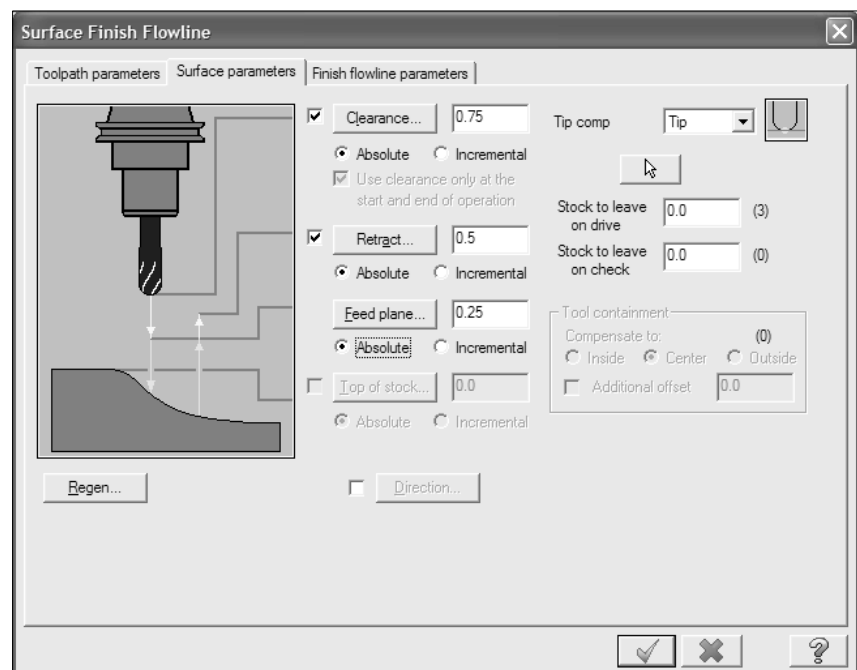 Surface Finish Flowline
Toolpath parameters
Surface parameters
Finish flowline parameters
Clearance...
0.75
Absolute
Incremental
Use clearance only at the
start and end of operation
Retract...
0.5
Absolute
Incremental
Feed plane...
0.25
Absolute
Incremental
Top of stock...
0.0
Absolute
Incremental
Tip comp
Tip
Stock to leave
on drive
0.0
(3)
Stock to leave
on check
0.0
(0)
Tool containment
Compensate to:
(0)
Inside
Center
Outside
Additional offset
0.0
Regen...
Direction...